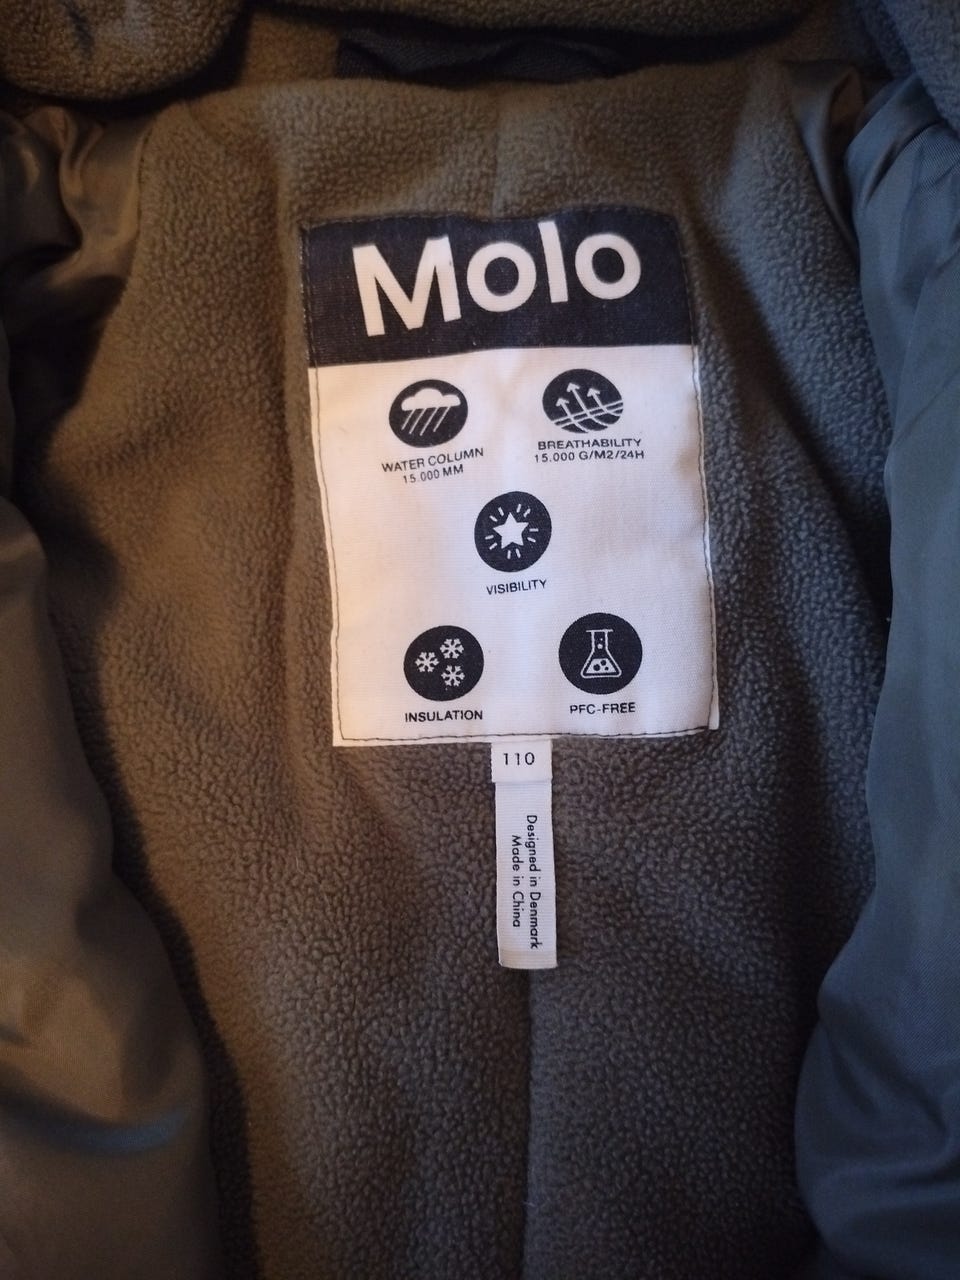 Molo
WATER COLUMN
15.000 MM
BREATHABILITY
15.000 G/M2/24H
VISIBILITY
INSULATION
PFC-FREE
110
Designed in Denmark
Made in China